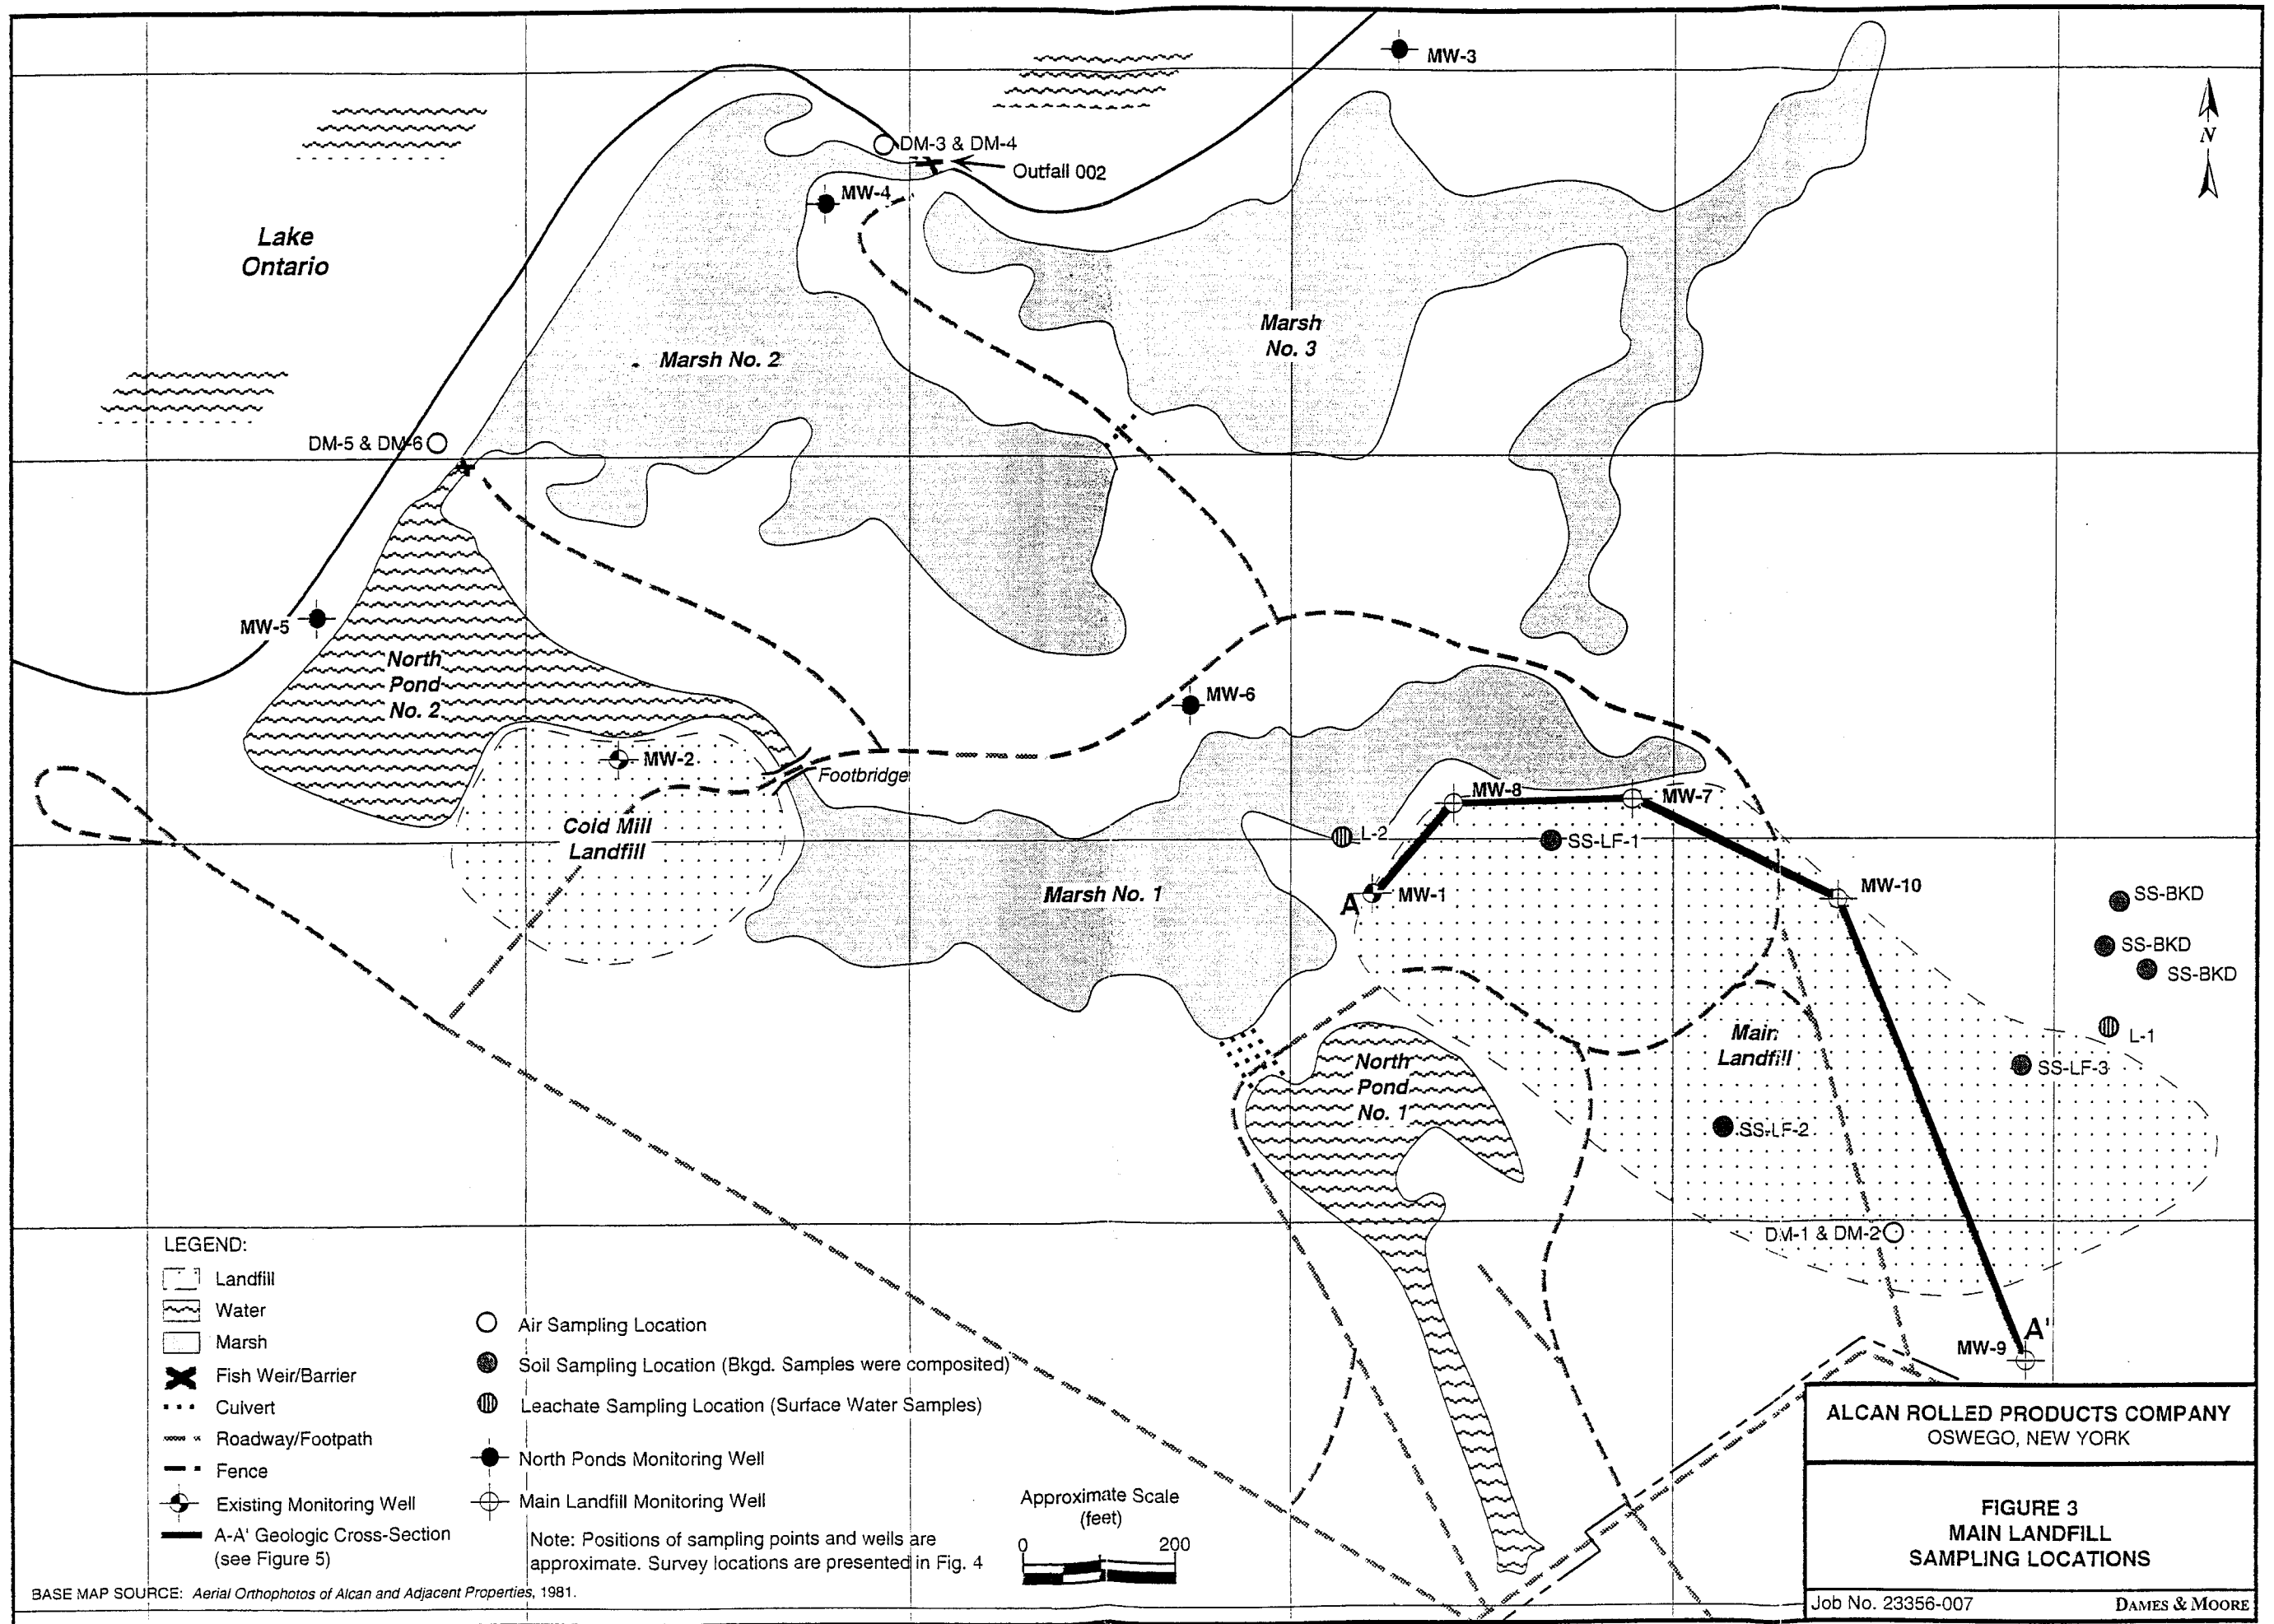 MW-3
N
DM-3 & DM-4
Outfall 002
MW-4
Lake
Ontario
Marsh
No. 3
Marsh No. 2
DM-5 & DM-6
MW-5
North
Pond
No. 2
MW-6
MW-2
Footbridge
MW-8
MW-7
Cold Mill
Landfill
L-2
SS-LF-1
MW-10
Marsh No. 1
A
MW-1
SS-BKD
SS-BKD
SS-BKD
Main
Landfill
L-1
North
Pond
No. 1
SS-LF-3
SS-LF-2
DM-1 & DM-2
A'
MW-9
LEGEND:
Landfill
Water
Marsh
Fish Weir/Barrier
Culvert
Roadway/Footpath
Fence
Existing Monitoring Well
A-A' Geologic Cross-Section
(see Figure 5)
Air Sampling Location
Soil Sampling Location (Bkgd. Samples were composited)
Leachate Sampling Location (Surface Water Samples)
North Ponds Monitoring Well
Main Landfill Monitoring Well
Note: Positions of sampling points and wells are
approximate. Survey locations are presented in Fig. 4
Approximate Scale
(feet)
0 200
BASE MAP SOURCE: Aerial Orthophotos of Alcan and Adjacent Properties, 1981.
ALCAN ROLLED PRODUCTS COMPANY
OSWEGO, NEW YORK
FIGURE 3
MAIN LANDFILL
SAMPLING LOCATIONS
Job No. 23356-007 DAMES & MOORE